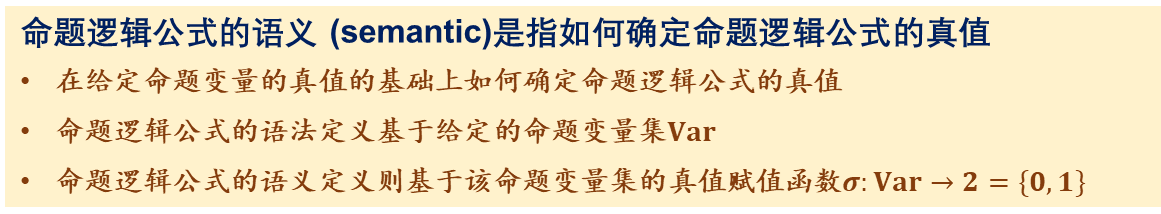 命题逻辑公式的语义 (semantic)是指如何确定命题逻辑公式的真值
• 在给定命题变量的真值的基础上如何确定命题逻辑公式的真值
• 命题逻辑公式的语法定义基于给定的命题变量集Var
• 命题逻辑公式的语义定义则基于该命题变量集的真值赋值函数σ: Var → 2 = {0, 1}